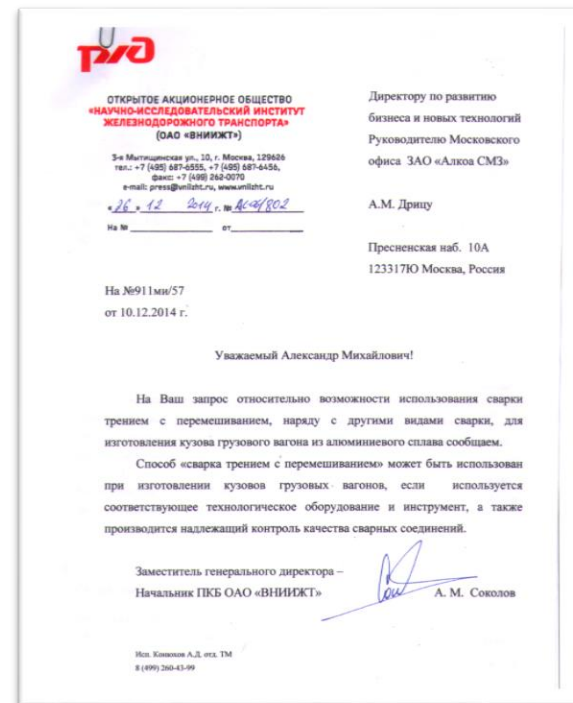 РЖД
ОТКРЫТОЕ АКЦИОНЕРНОЕ ОБЩЕСТВО
«НАУЧНО-ИССЛЕДОВАТЕЛЬСКИЙ ИНСТИТУТ
ЖЕЛЕЗНОДОРОЖНОГО ТРАНСПОРТА»
(ОАО «ВНИИЖТ»)
3-я Мытищинская ул., 10, г. Москва, 129626
тел.: +7 (495) 687-6555, +7 (495) 687-6456,
факс: +7 (499) 262-0070
e-mail: press@vniizht.ru, www.vniizht.ru
«26» 12 2014 г. №
На № от
Директору по развитию
бизнеса и новых технологий
Руководителю Московского
офиса ЗАО «Алкоа СМЗ»
А.М. Дрицу
Пресненская наб. 10А
123317Ю Москва, Россия
На №911ми/57
от 10.12.2014 г.
Уважаемый Александр Михайлович!
На Ваш запрос относительно возможности использования сварки
трением с перемешиванием, наряду с другими видами сварки, для
изготовления кузова грузового вагона из алюминиевого сплава сообщаем.
Способ «сварка трением с перемешиванием» может быть использован
при изготовлении кузовов грузовых вагонов, если используется
соответствующее технологическое оборудование и инструмент, а также
производится надлежащий контроль качества сварных соединений.
Заместитель генерального директора –
Начальник ПКБ ОАО «ВНИИЖТ»
А. М. Соколов
Исп. Конюхов А.Д. отд. ТМ
8 (499) 260-43-99